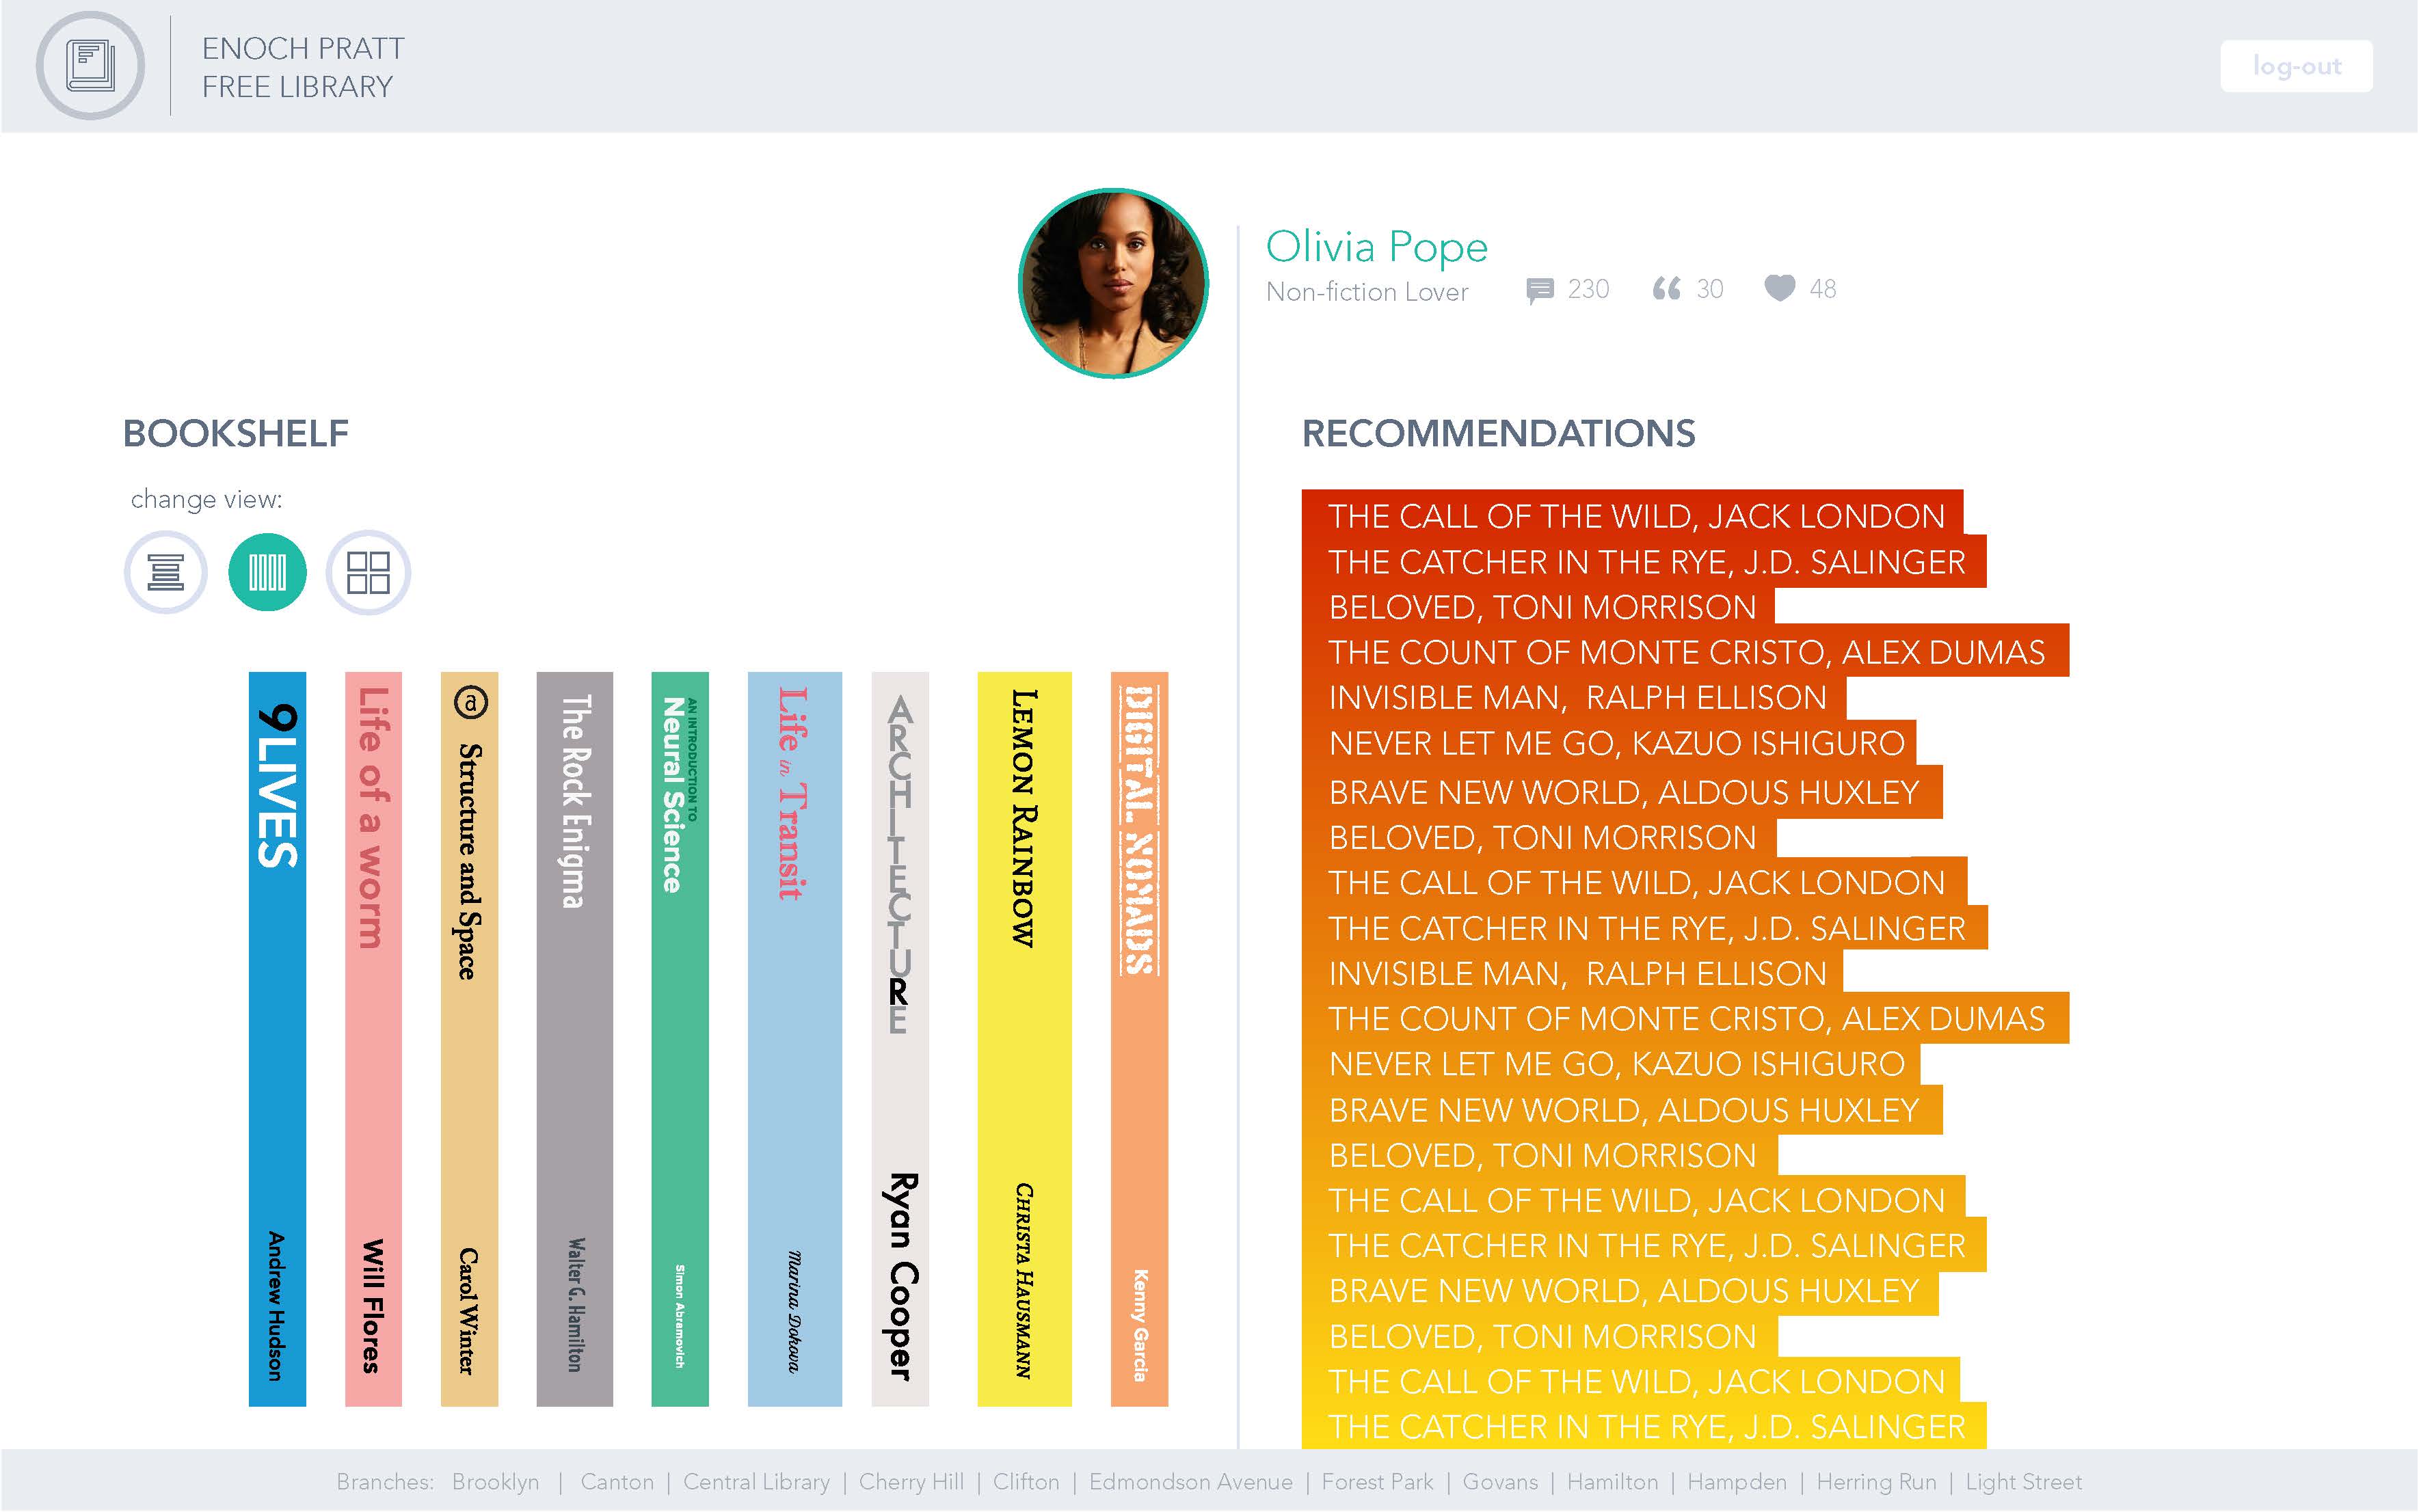 ENOCH PRATT
FREE LIBRARY
log-out
Olivia Pope
Non-fiction Lover
230
30
48
BOOKSHELF
change view:
9LIVES
Andrew Hudson
Life of a worm
Will Flores
a Structure and Space
Carol Winter
The Rock Enigma
Walter G. Hamilton
AN INTRODUCTION TO
Neural Science
Simon Abramovich
Life in Transit
Marina Dokova
ARCHITECTURE
Ryan Cooper
LEMON RAINBOW
CHRISTA HAUSMANN
DIGITAL NOMADS
Kenny Garcia
RECOMMENDATIONS
THE CALL OF THE WILD, JACK LONDON
THE CATCHER IN THE RYE, J.D. SALINGER
BELOVED, TONI MORRISON
THE COUNT OF MONTE CRISTO, ALEX DUMAS
INVISIBLE MAN, RALPH ELLISON
NEVER LET ME GO, KAZUO ISHIGURO
BRAVE NEW WORLD, ALDOUS HUXLEY
BELOVED, TONI MORRISON
THE CALL OF THE WILD, JACK LONDON
THE CATCHER IN THE RYE, J.D. SALINGER
INVISIBLE MAN, RALPH ELLISON
THE COUNT OF MONTE CRISTO, ALEX DUMAS
NEVER LET ME GO, KAZUO ISHIGURO
BRAVE NEW WORLD, ALDOUS HUXLEY
BELOVED, TONI MORRISON
THE CALL OF THE WILD, JACK LONDON
THE CATCHER IN THE RYE, J.D. SALINGER
BRAVE NEW WORLD, ALDOUS HUXLEY
BELOVED, TONI MORRISON
THE CALL OF THE WILD, JACK LONDON
THE CATCHER IN THE RYE, J.D. SALINGER
Branches: Brooklyn | Canton | Central Library | Cherry Hill | Clifton | Edmondson Avenue | Forest Park | Govans | Hamilton | Hampden | Herring Run | Light Street